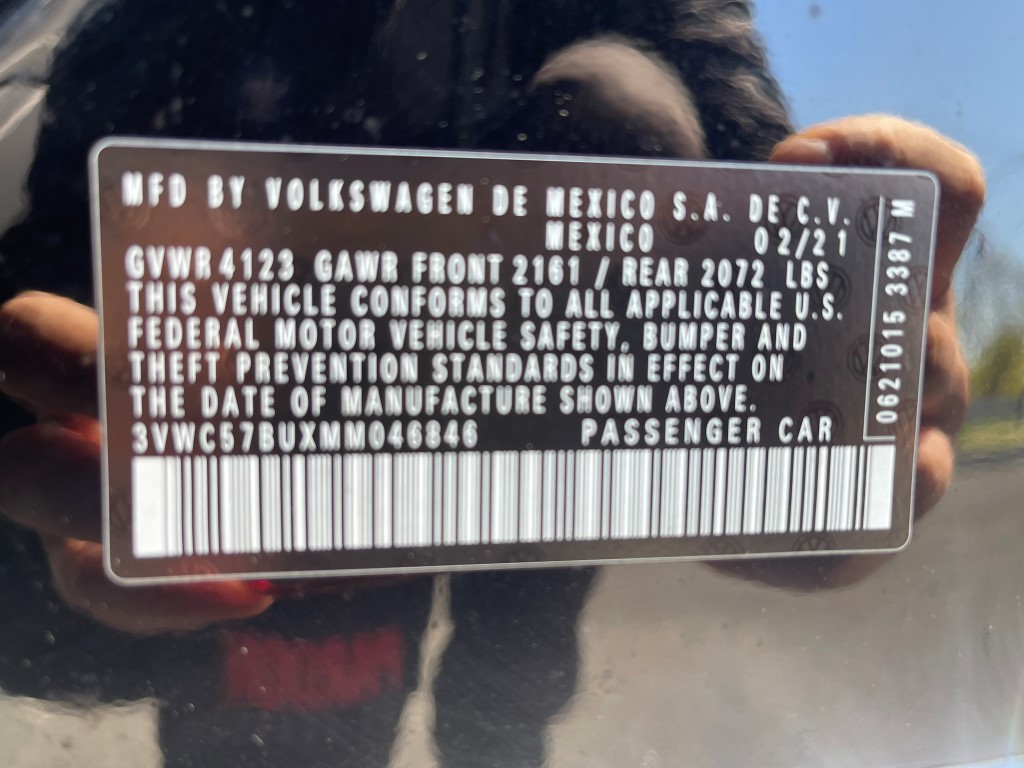 MFD BY VOLKSWAGEN DE MEXICO S.A. DE C.V.
MEXICO 02/21
GVWR 4123 GAWR FRONT 2161 / REAR 2072 LBS
THIS VEHICLE CONFORMS TO ALL APPLICABLE U.S.
FEDERAL MOTOR VEHICLE SAFETY, BUMPER AND
THEFT PREVENTION STANDARDS IN EFFECT ON
THE DATE OF MANUFACTURE SHOWN ABOVE.
3VWC57BUXMM046846 PASSENGER CAR
0621015 3387 M